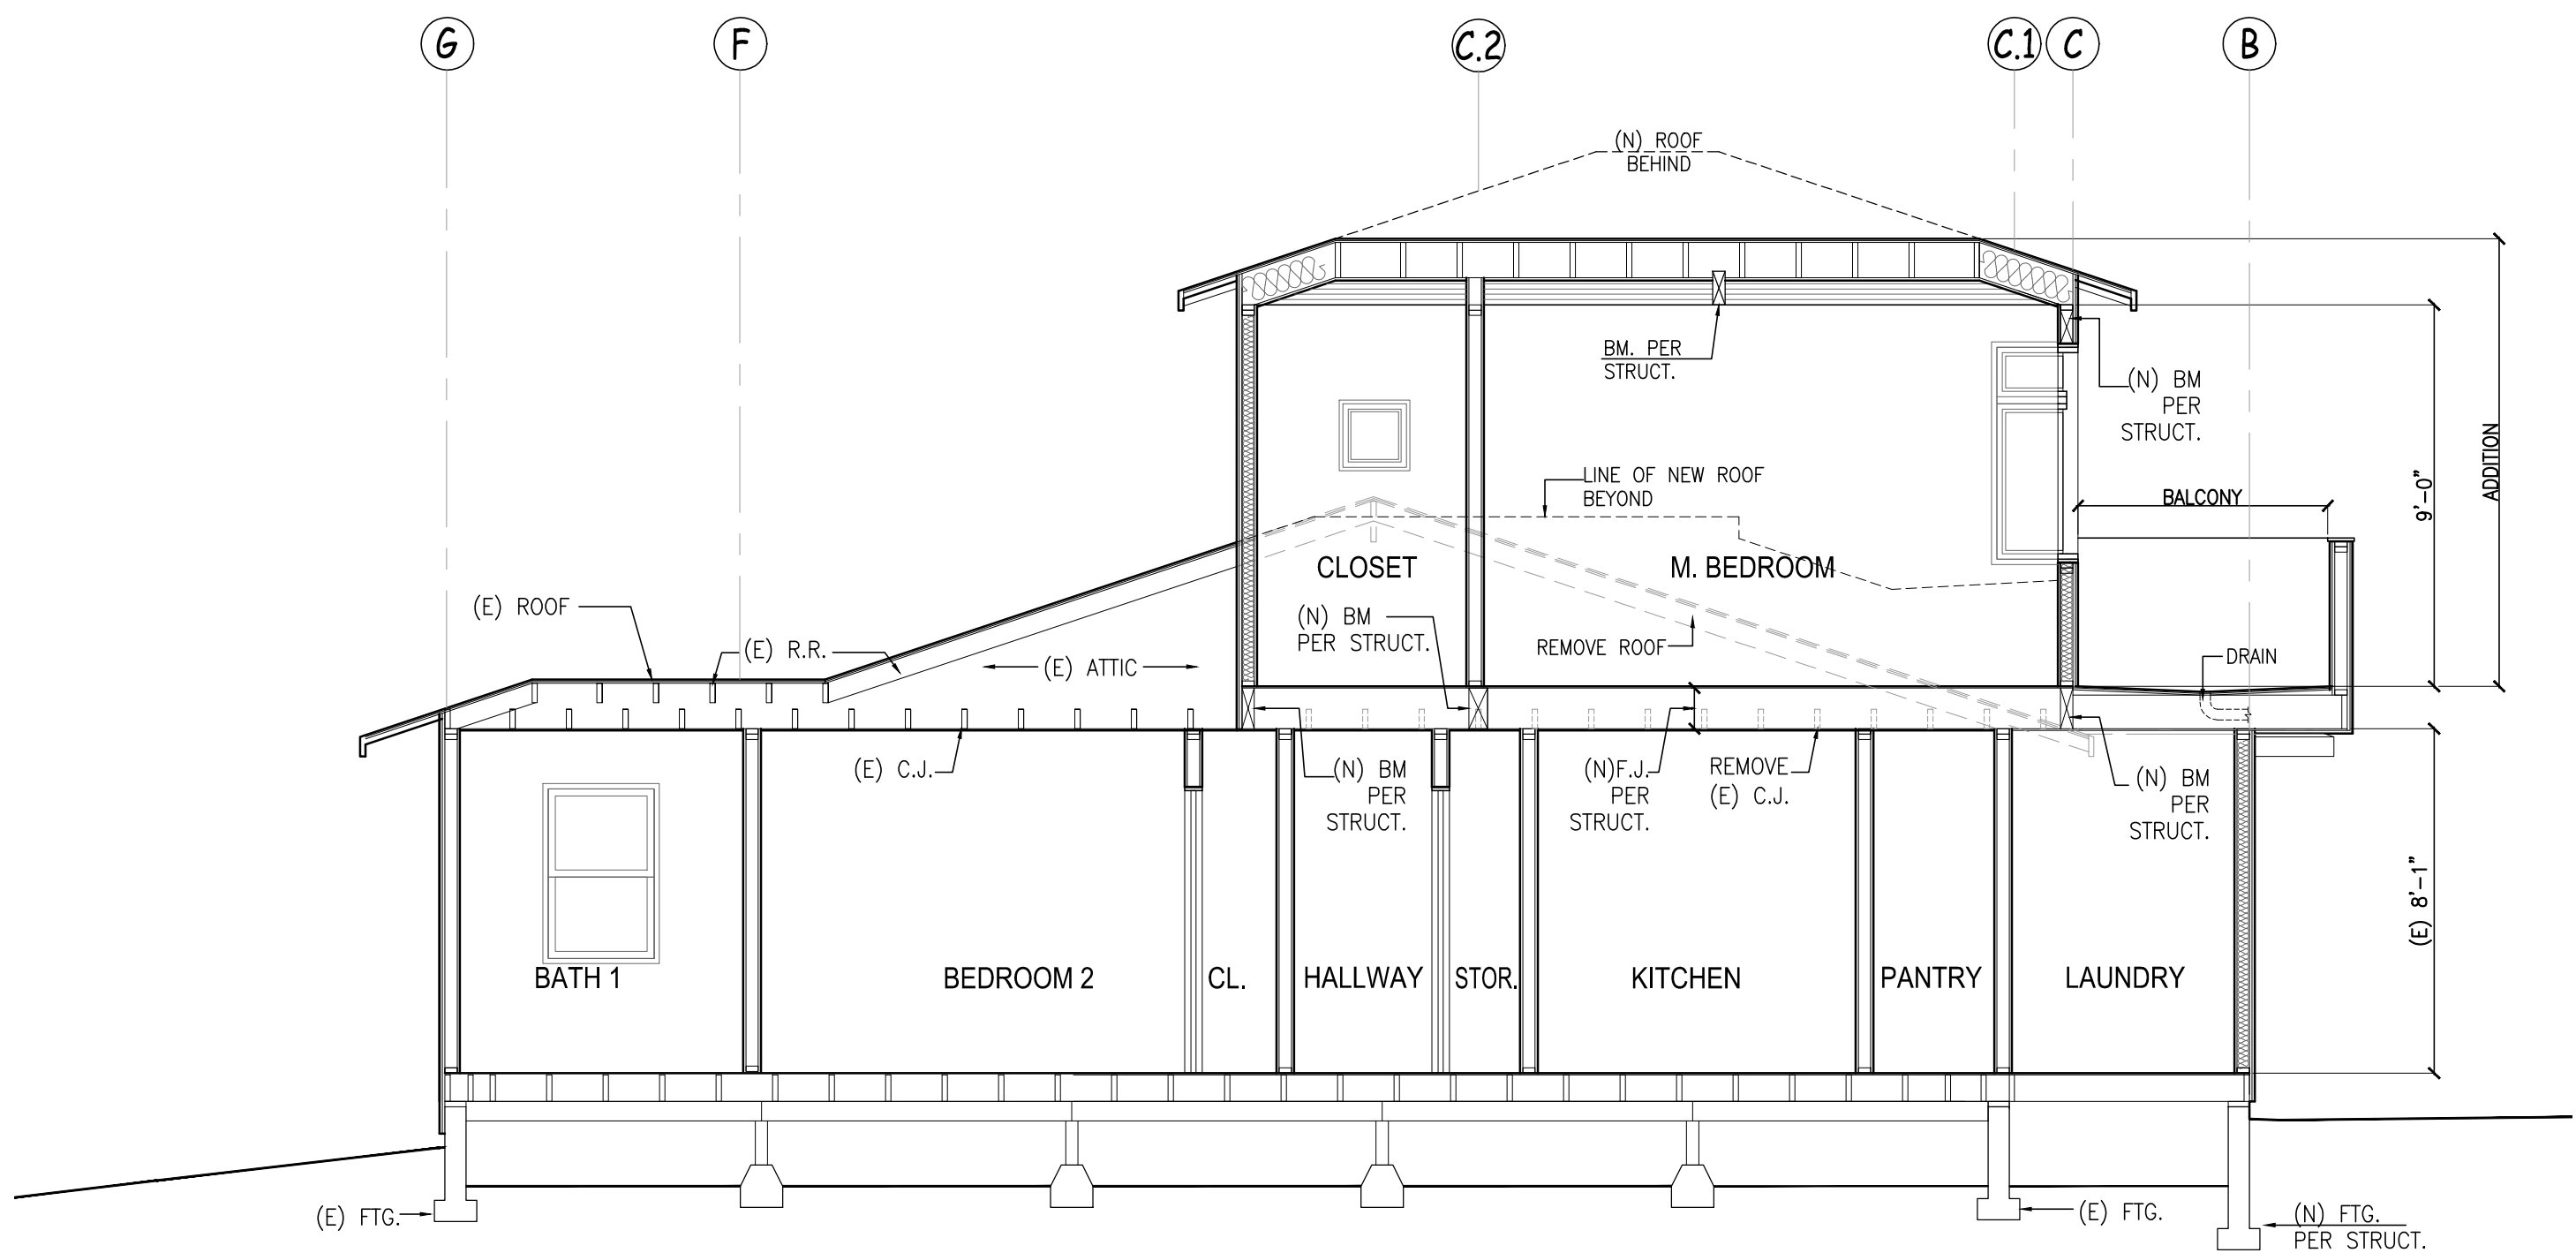 G
F
C.2
C.1
C
B
(N) ROOF
BEHIND
BM. PER
STRUCT.
(N) BM
PER
STRUCT.
ADDITION
9'-0"
LINE OF NEW ROOF
BEYOND
BALCONY
CLOSET
M. BEDROOM
(E) ROOF
(N) BM
PER STRUCT.
REMOVE ROOF
(E) R.R.
(E) ATTIC
DRAIN
(E) C.J.
(N) BM
PER
STRUCT.
(N)F.J.
PER
STRUCT.
REMOVE
(E) C.J.
(N) BM
PER
STRUCT.
(E) 8'-1"
BATH 1
BEDROOM 2
CL.
HALLWAY
STOR.
KITCHEN
PANTRY
LAUNDRY
(E) FTG.
(E) FTG.
(N) FTG.
PER STRUCT.